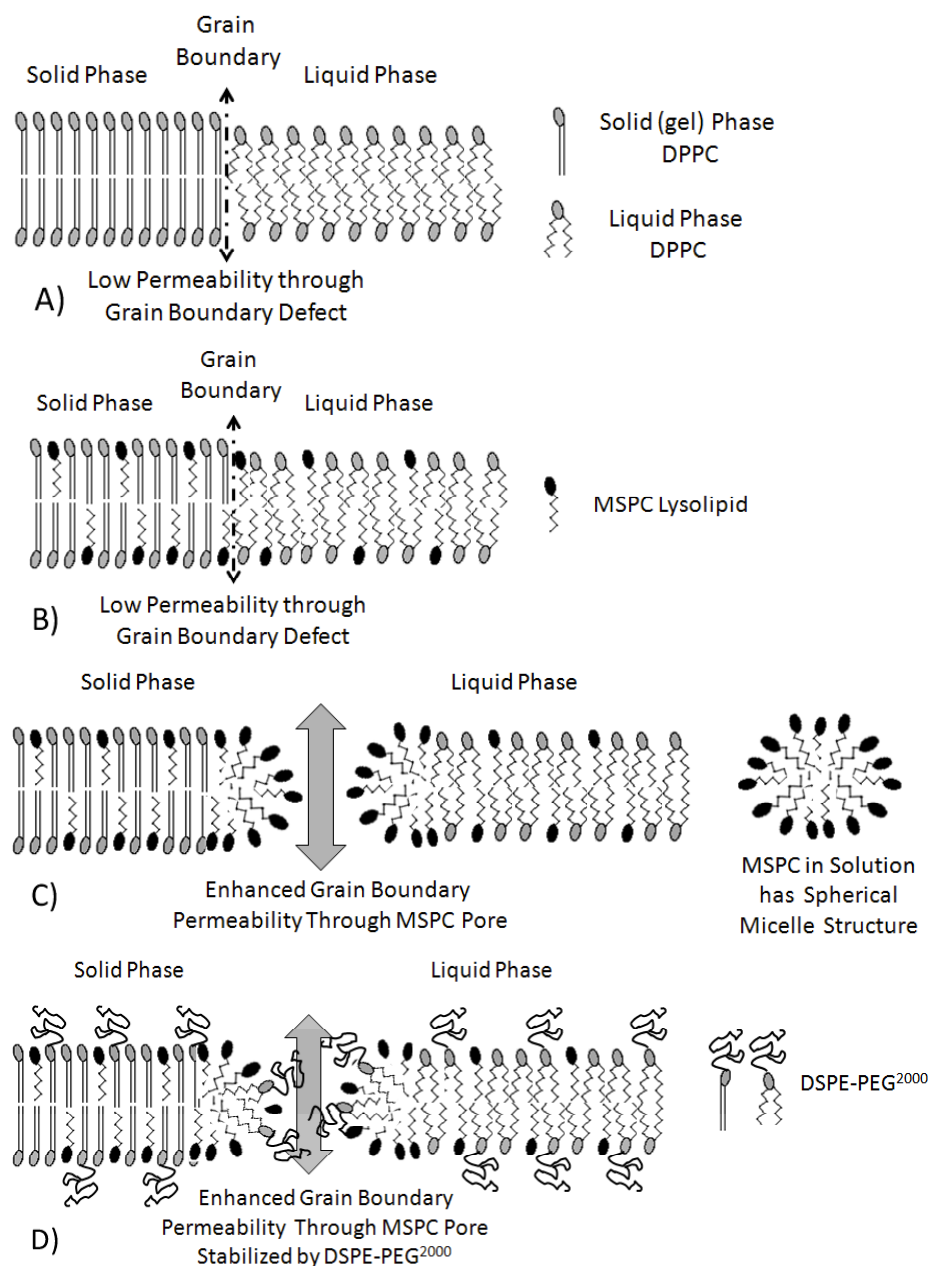 Grain
Boundary
Solid Phase
Liquid Phase
Solid (gel) Phase
DPPC
Liquid Phase
DPPC
Low Permeability through
Grain Boundary Defect
A)
Grain
Boundary
Solid Phase
Liquid Phase
MSPC Lysolipid
Low Permeability through
Grain Boundary Defect
B)
Solid Phase
Liquid Phase
Enhanced Grain Boundary
Permeability Through MSPC Pore
C)
MSPC in Solution
has Spherical
Micelle Structure
Solid Phase
Liquid Phase
DSPE-PEG²⁰⁰⁰
Enhanced Grain Boundary
Permeability Through MSPC Pore
Stabilized by DSPE-PEG²⁰⁰⁰
D)